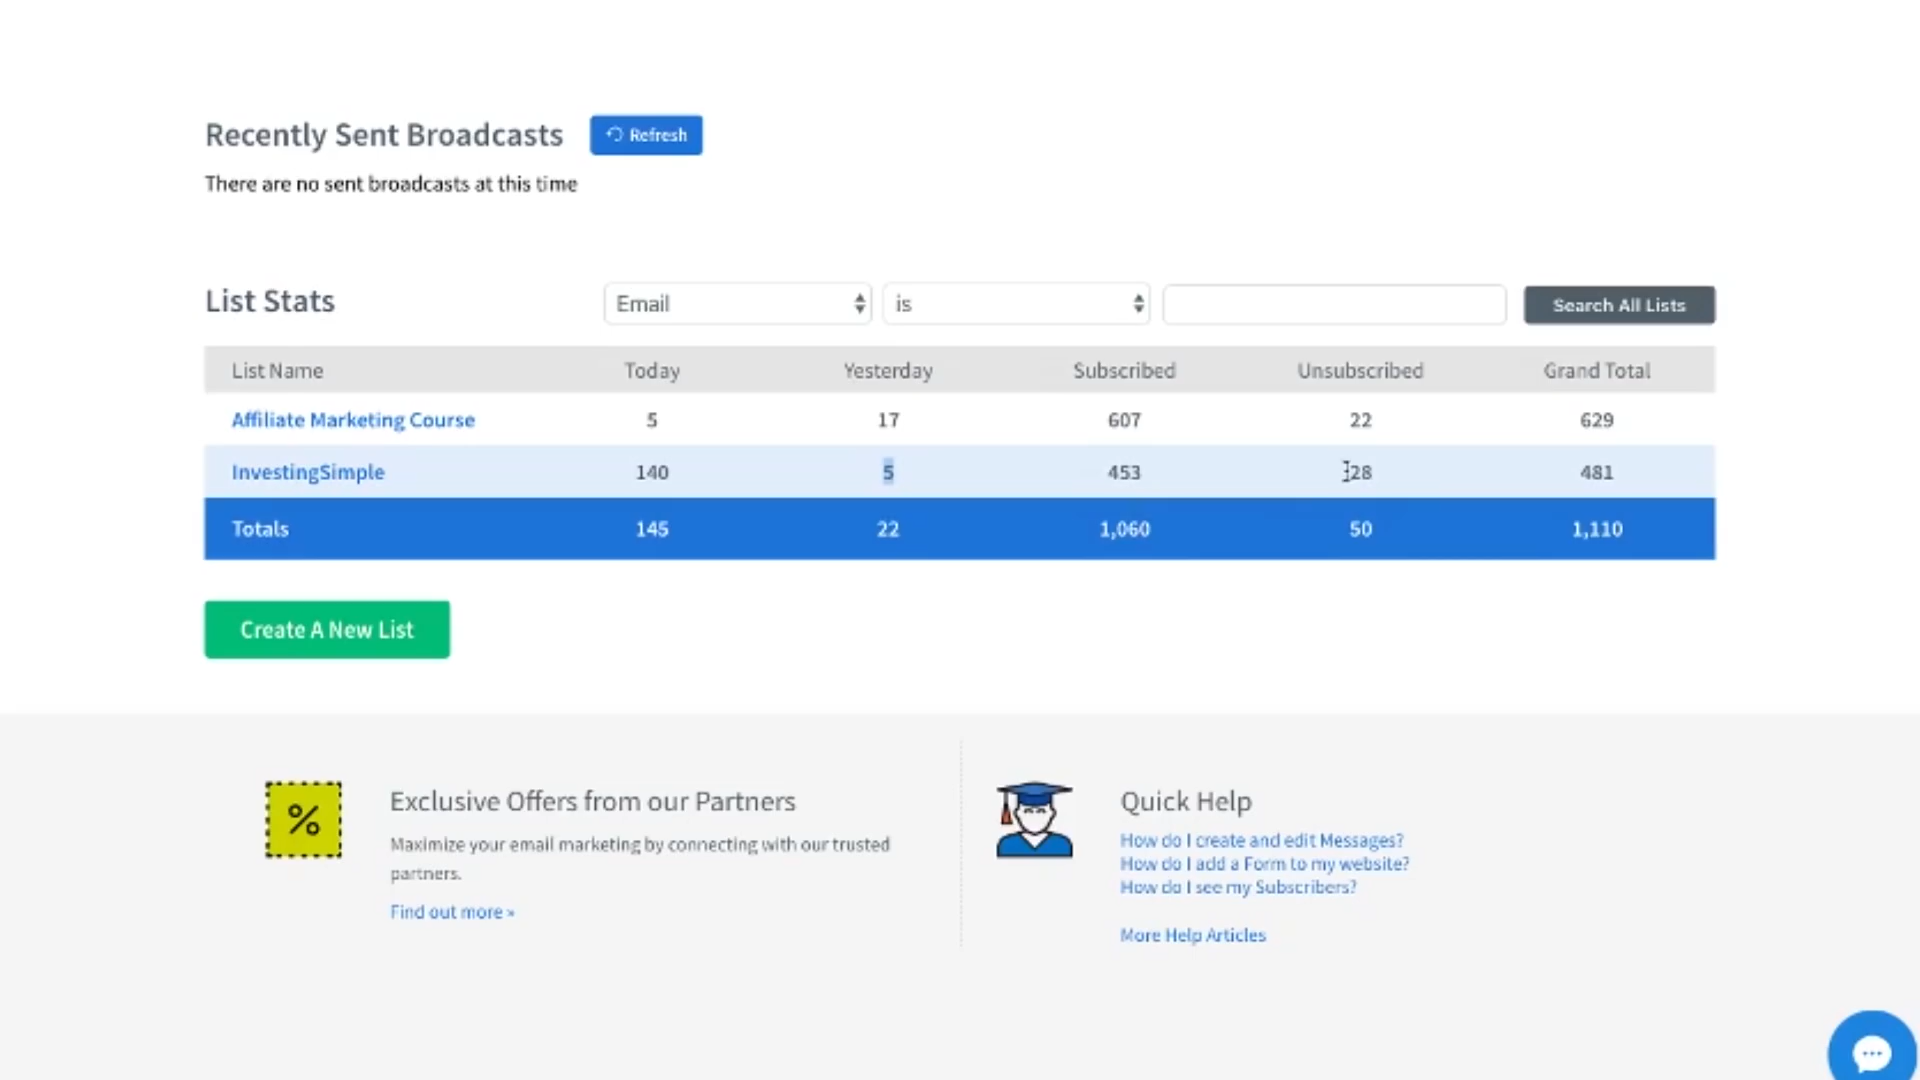 Recently Sent Broadcasts
Refresh
There are no sent broadcasts at this time
List Stats
Email
is
Search All Lists
List Name Today Yesterday Subscribed Unsubscribed Grand Total
Affiliate Marketing Course 5 17 607 22 629
InvestingSimple 140 5 453 28 481
Totals 145 22 1,060 50 1,110
Create A New List
%
Exclusive Offers from our Partners
Maximize your email marketing by connecting with our trusted
partners.
Find out more »
Quick Help
How do I create and edit Messages?
How do I add a Form to my website?
How do I see my Subscribers?
More Help Articles